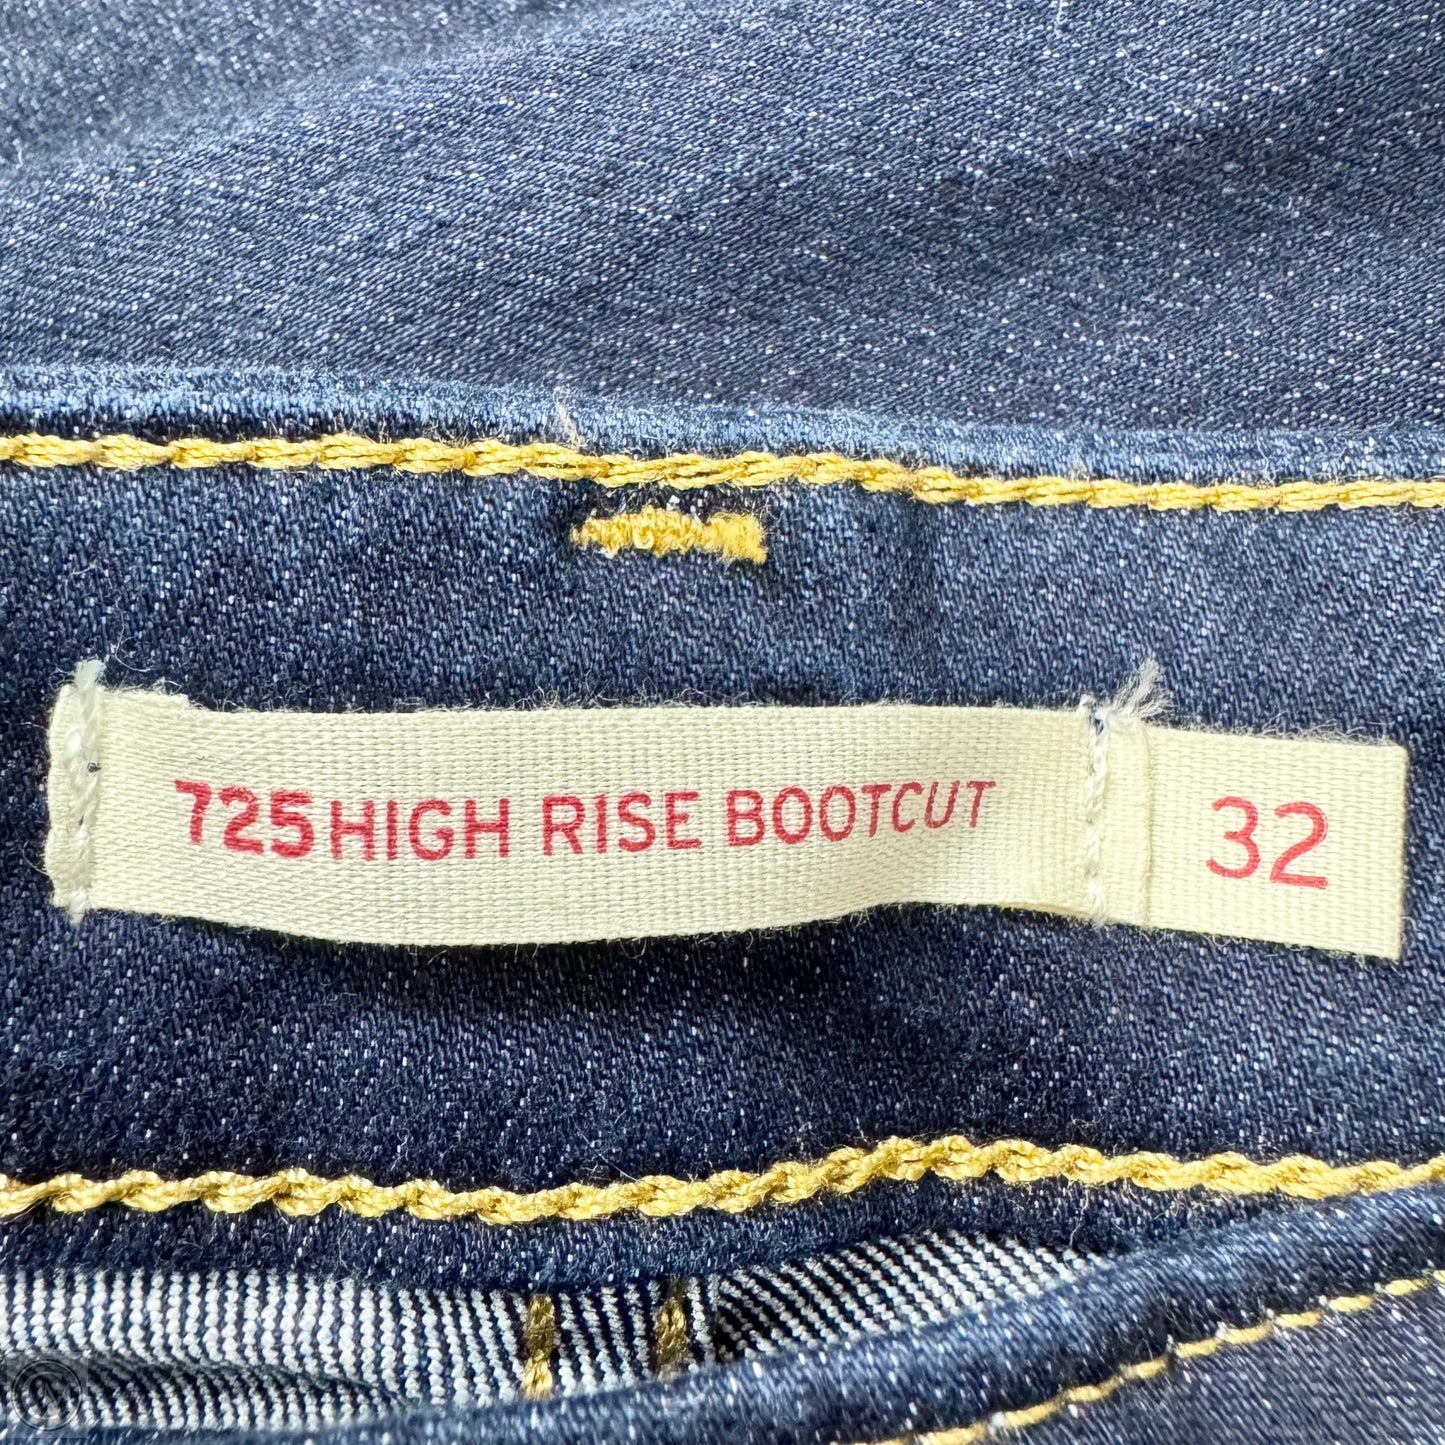 725 HIGH RISE BOOTCUT 32